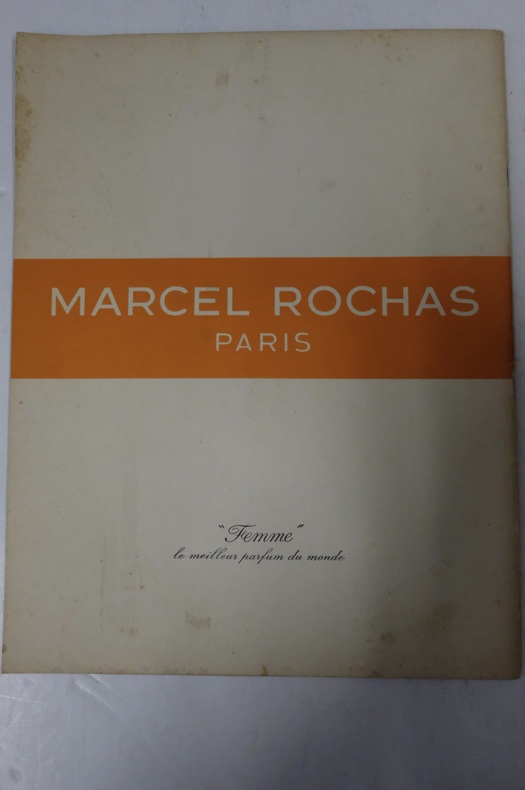 MARCEL ROCHAS
PARIS
"Femme"
le meilleur parfum du monde